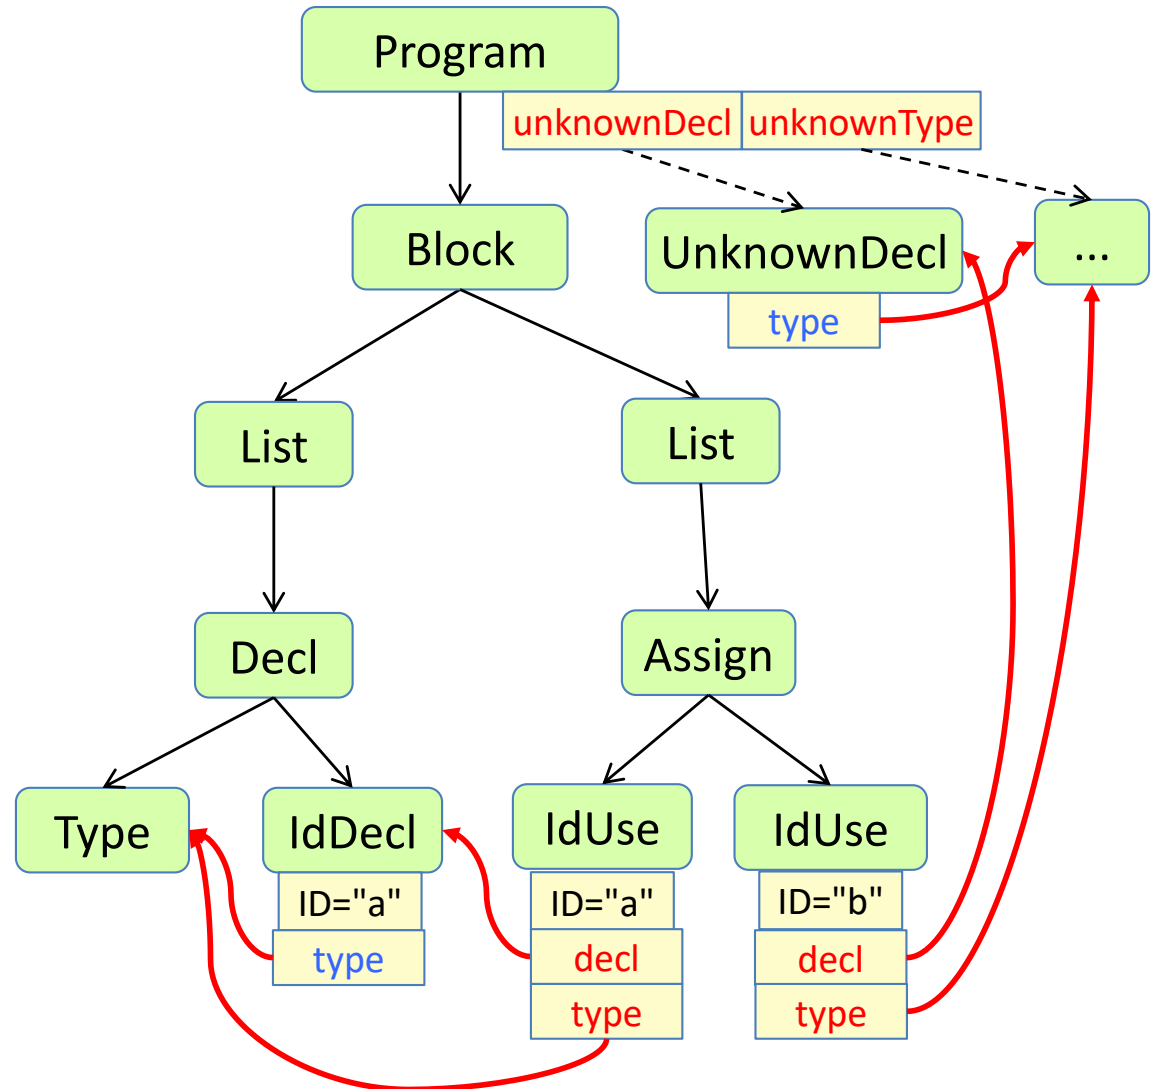 Program
unknownDecl unknownType
Block
UnknownDecl
...
type
List
List
Decl
Assign
Type
IdDecl
IdUse
IdUse
ID="a"
ID="a"
ID="b"
type
decl
decl
type
type